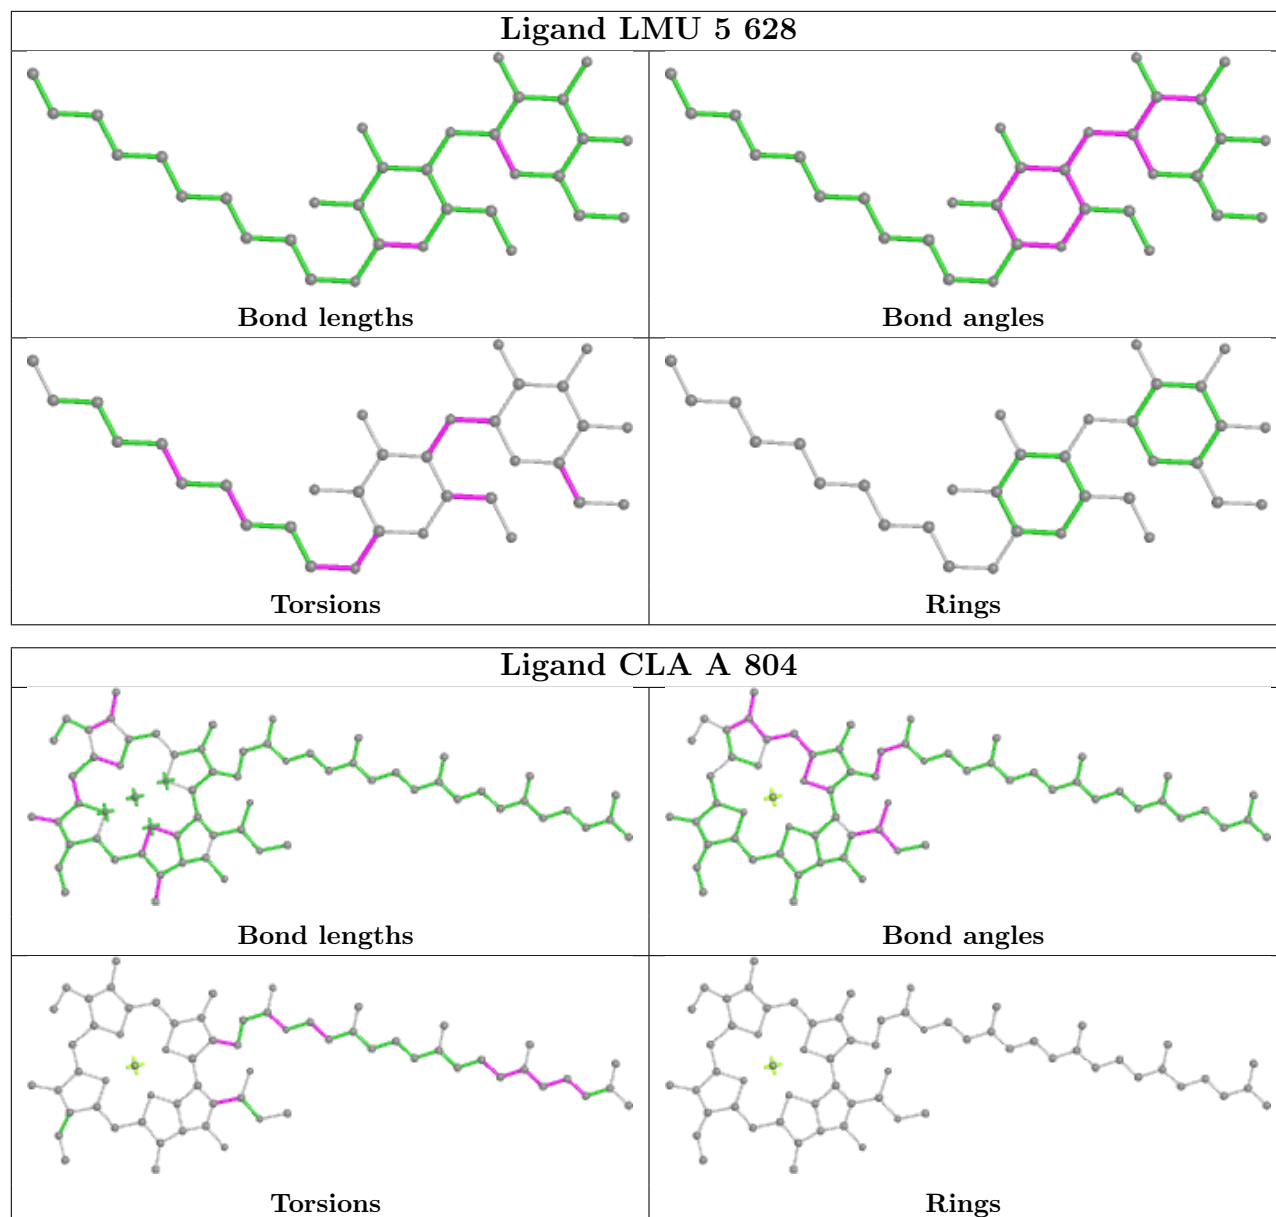 Ligand LMU 5 628
Bond lengths
Bond angles
Torsions
Rings
Ligand CLA A 804
Bond lengths
Bond angles
Torsions
Rings